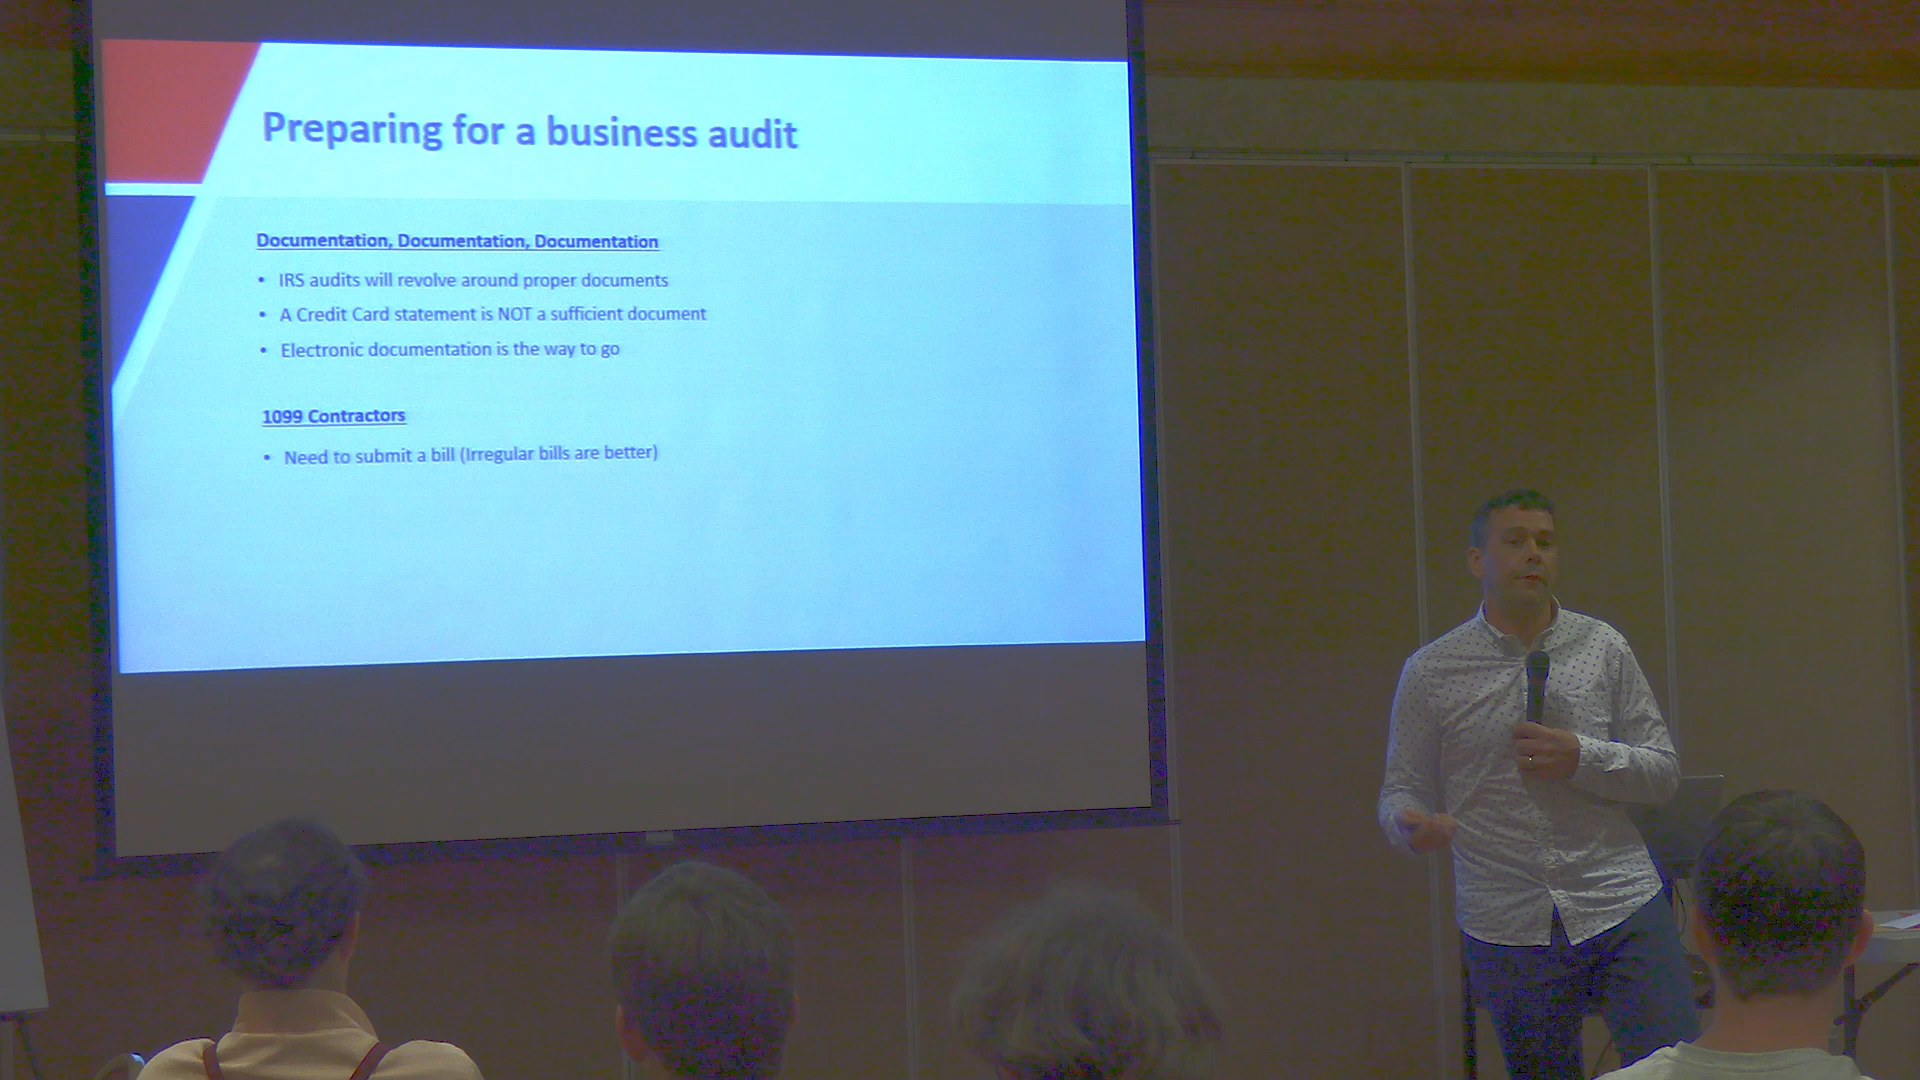 Preparing for a business audit
Documentation, Documentation, Documentation
• IRS audits will revolve around proper documents
• A Credit Card statement is NOT a sufficient document
• Electronic documentation is the way to go
1099 Contractors
• Need to submit a bill (Irregular bills are better)